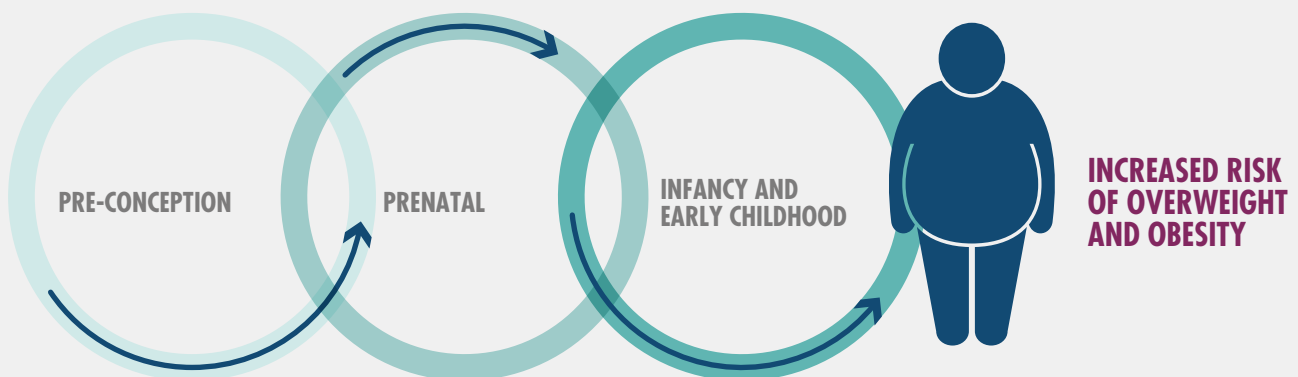 PRE-CONCEPTION
PRENATAL
INFANCY AND
EARLY CHILDHOOD
INCREASED RISK
OF OVERWEIGHT
AND OBESITY